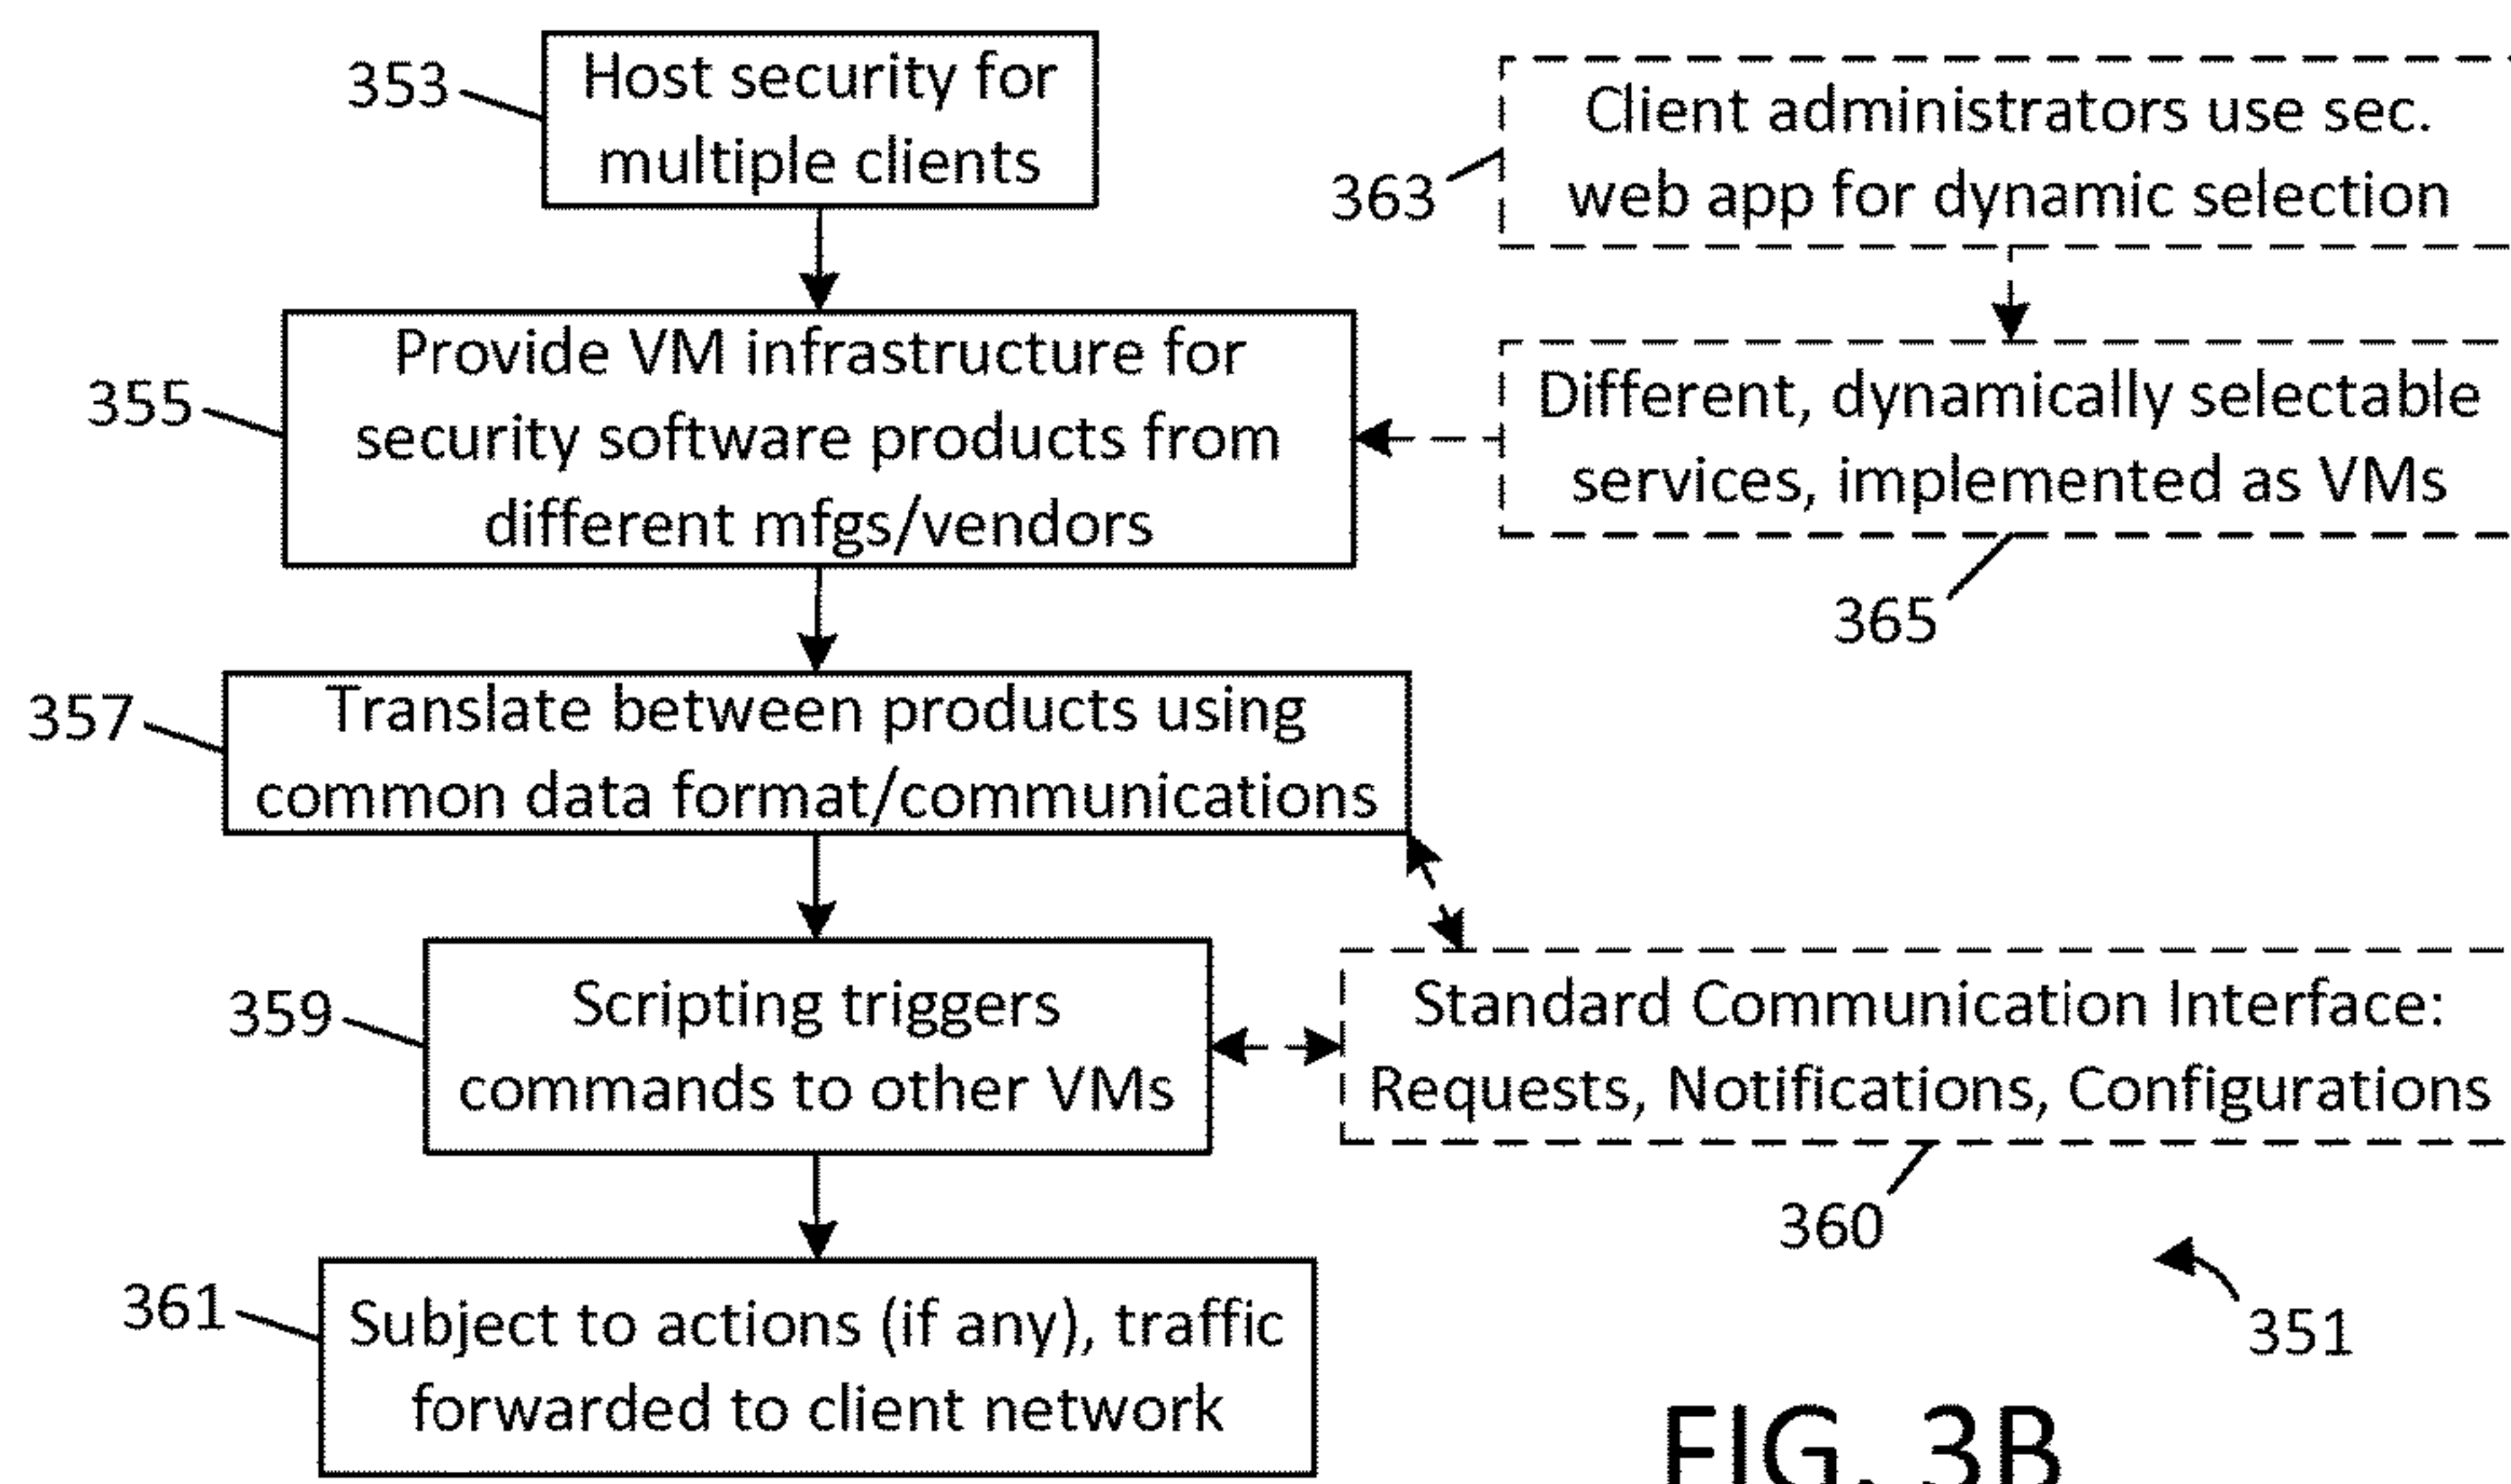 353
Host security for
multiple clients
363
Client administrators use sec.
web app for dynamic selection
355
Provide VM infrastructure for
security software products from
different mfgs/vendors
Different, dynamically selectable
services, implemented as VMs
365
357
Translate between products using
common data format/communications
359
Scripting triggers
commands to other VMs
Standard Communication Interface:
Requests, Notifications, Configurations
360
361
Subject to actions (if any), traffic
forwarded to client network
351
FIG. 3B